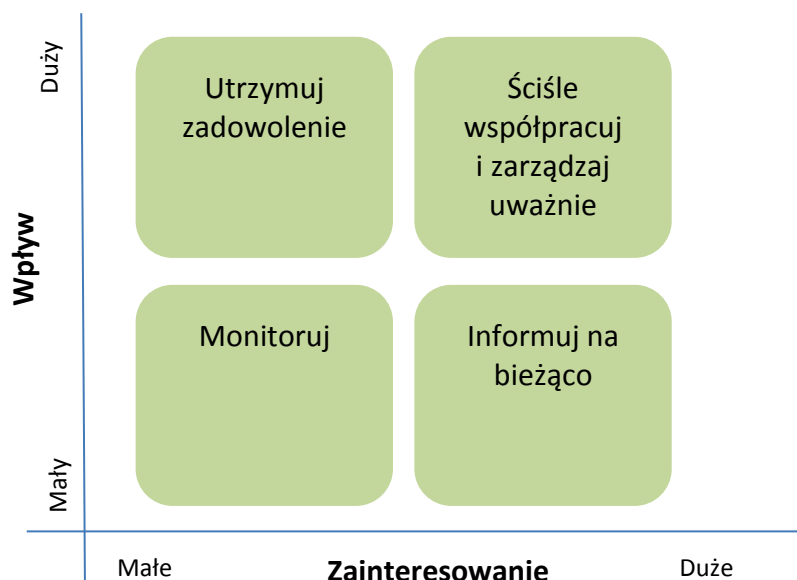 Duży
Utrzymuj
zadowolenie
Ściśle
współpracuj
i zarządzaj
uważnie
Wpływ
Monitoruj
Informuj na
bieżąco
Mały
Małe
Zainteresowanie
Duże